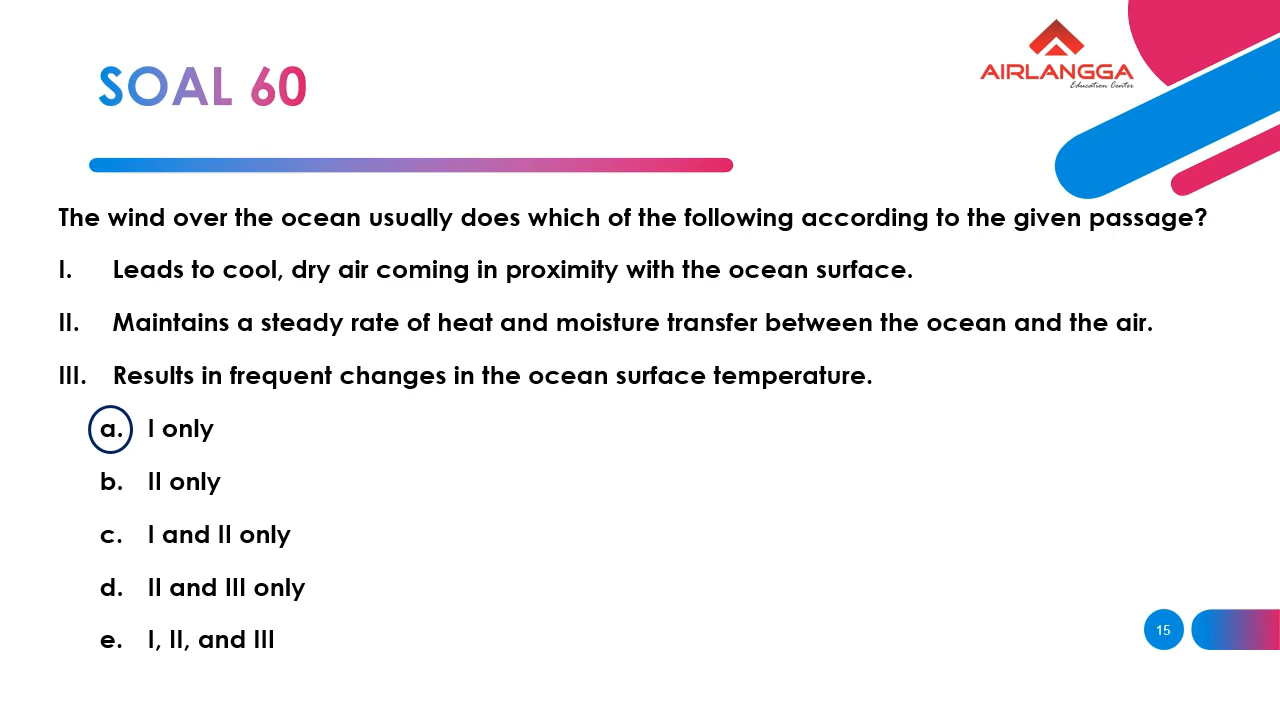 SOAL 60
AIRLANGGA
Education Center
The wind over the ocean usually does which of the following according to the given passage?
I. Leads to cool, dry air coming in proximity with the ocean surface.
II. Maintains a steady rate of heat and moisture transfer between the ocean and the air.
III. Results in frequent changes in the ocean surface temperature.
a. I only
b. II only
c. I and II only
d. II and III only
e. I, II, and III
15